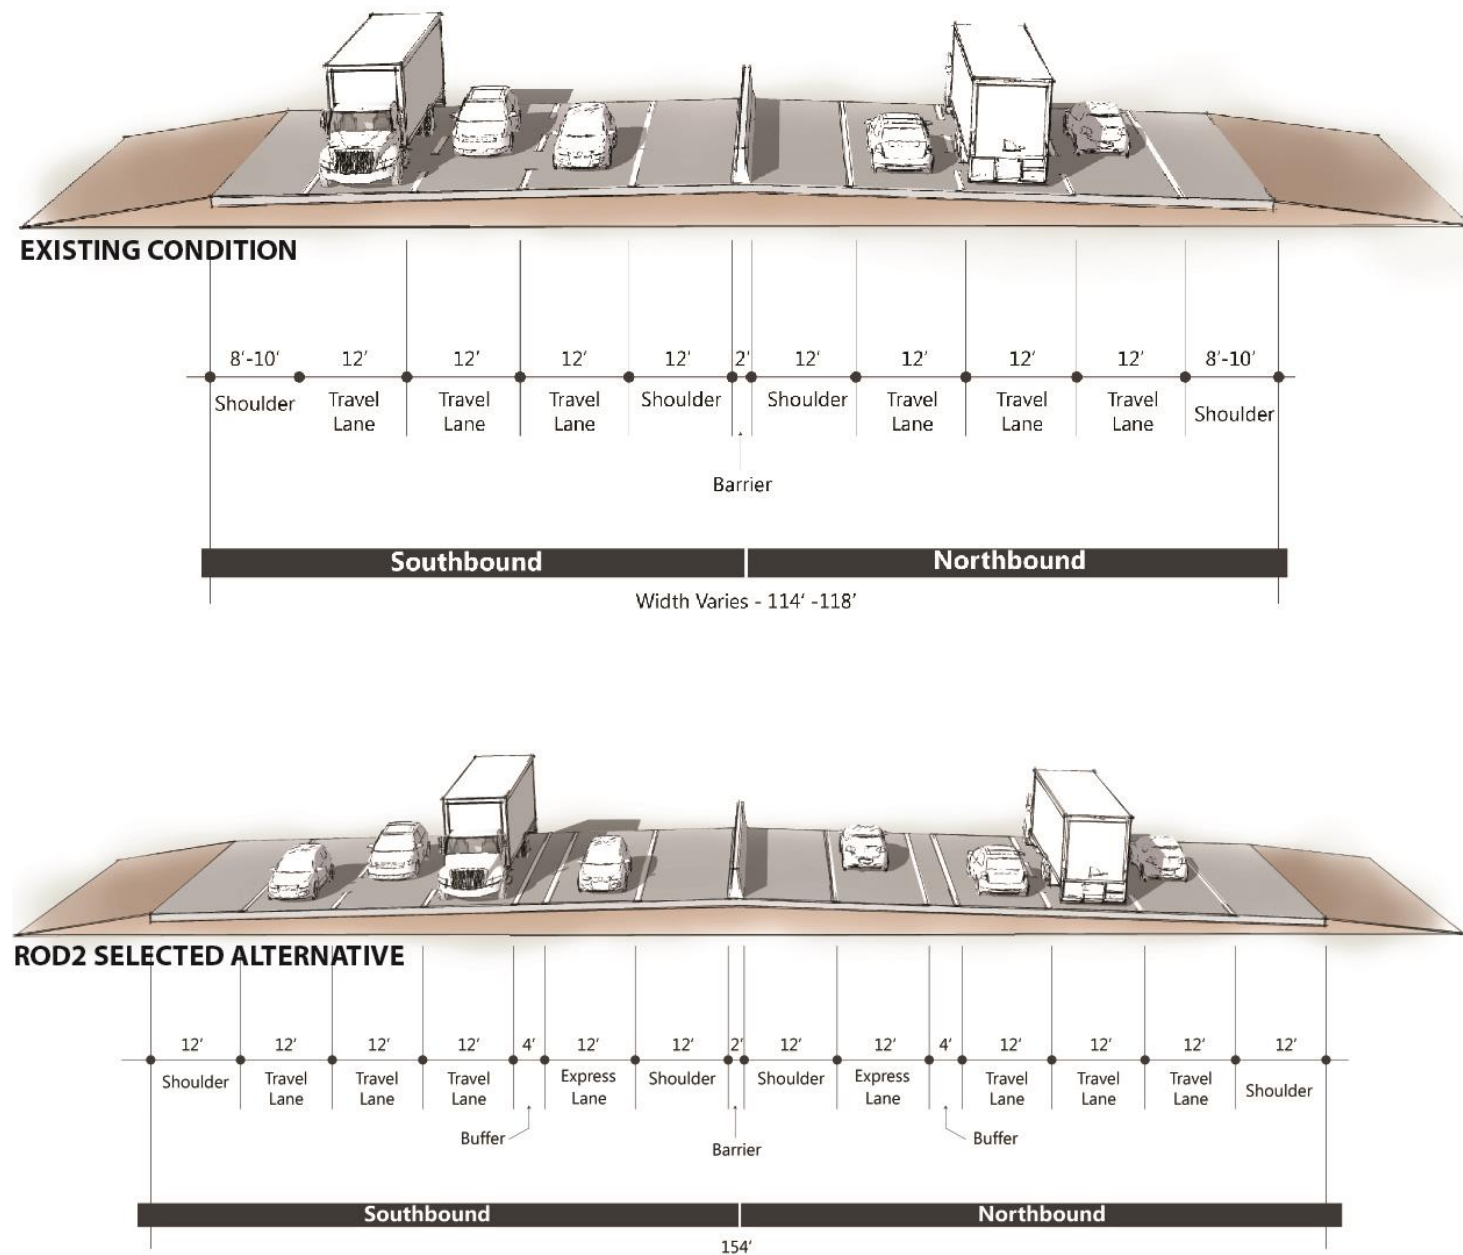 EXISTING CONDITION
8'-10' 12' 12' 12' 12' 2' 12' 12' 12' 12' 8'-10'
Shoulder Travel Travel Travel Shoulder Shoulder Travel Travel Travel Shoulder
Lane Lane Lane Lane Lane Lane
Barrier
Southbound Northbound
Width Varies - 114' -118'
ROD2 SELECTED ALTERNATIVE
12' 12' 12' 12' 4' 12' 12' 2' 12' 12' 4' 12' 12' 12' 12'
Shoulder Travel Travel Travel Express Shoulder Shoulder Express Travel Travel Travel Shoulder
Lane Lane Lane Lane Lane Lane Lane Lane
Buffer Buffer
Barrier
Southbound Northbound
154'